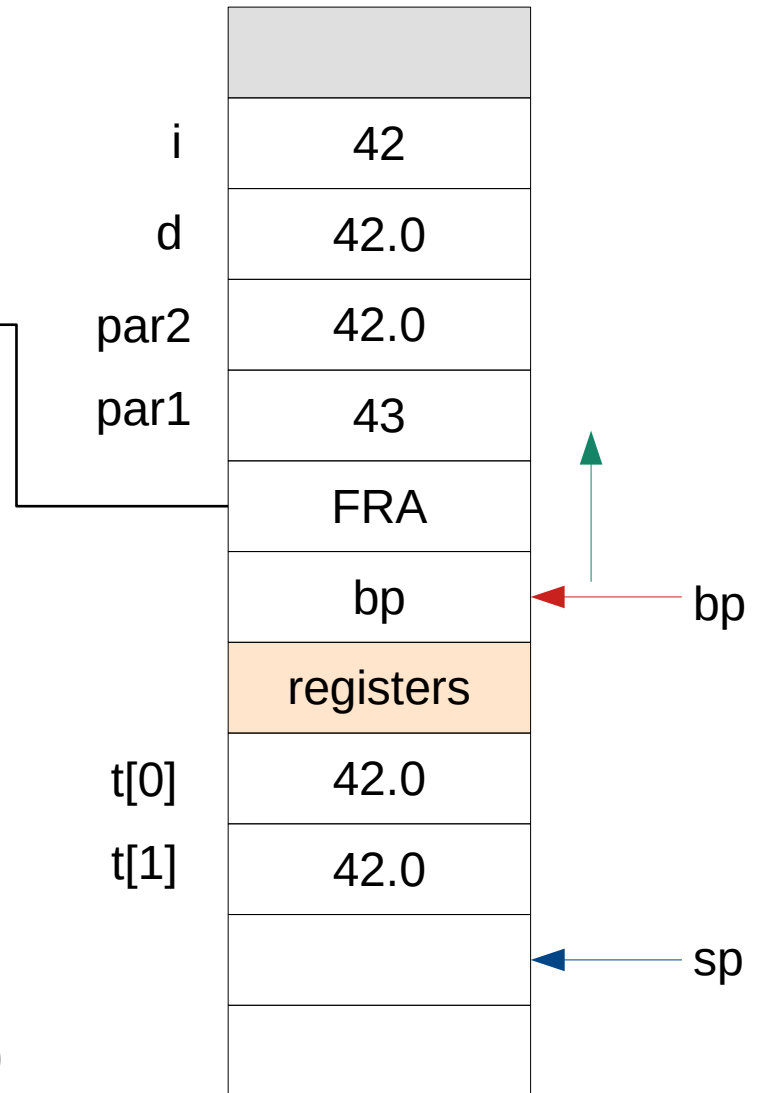 i 42
d 42.0
par2 42.0
par1 43
FRA
bp bp
registers
t[0] 42.0
t[1] 42.0
sp